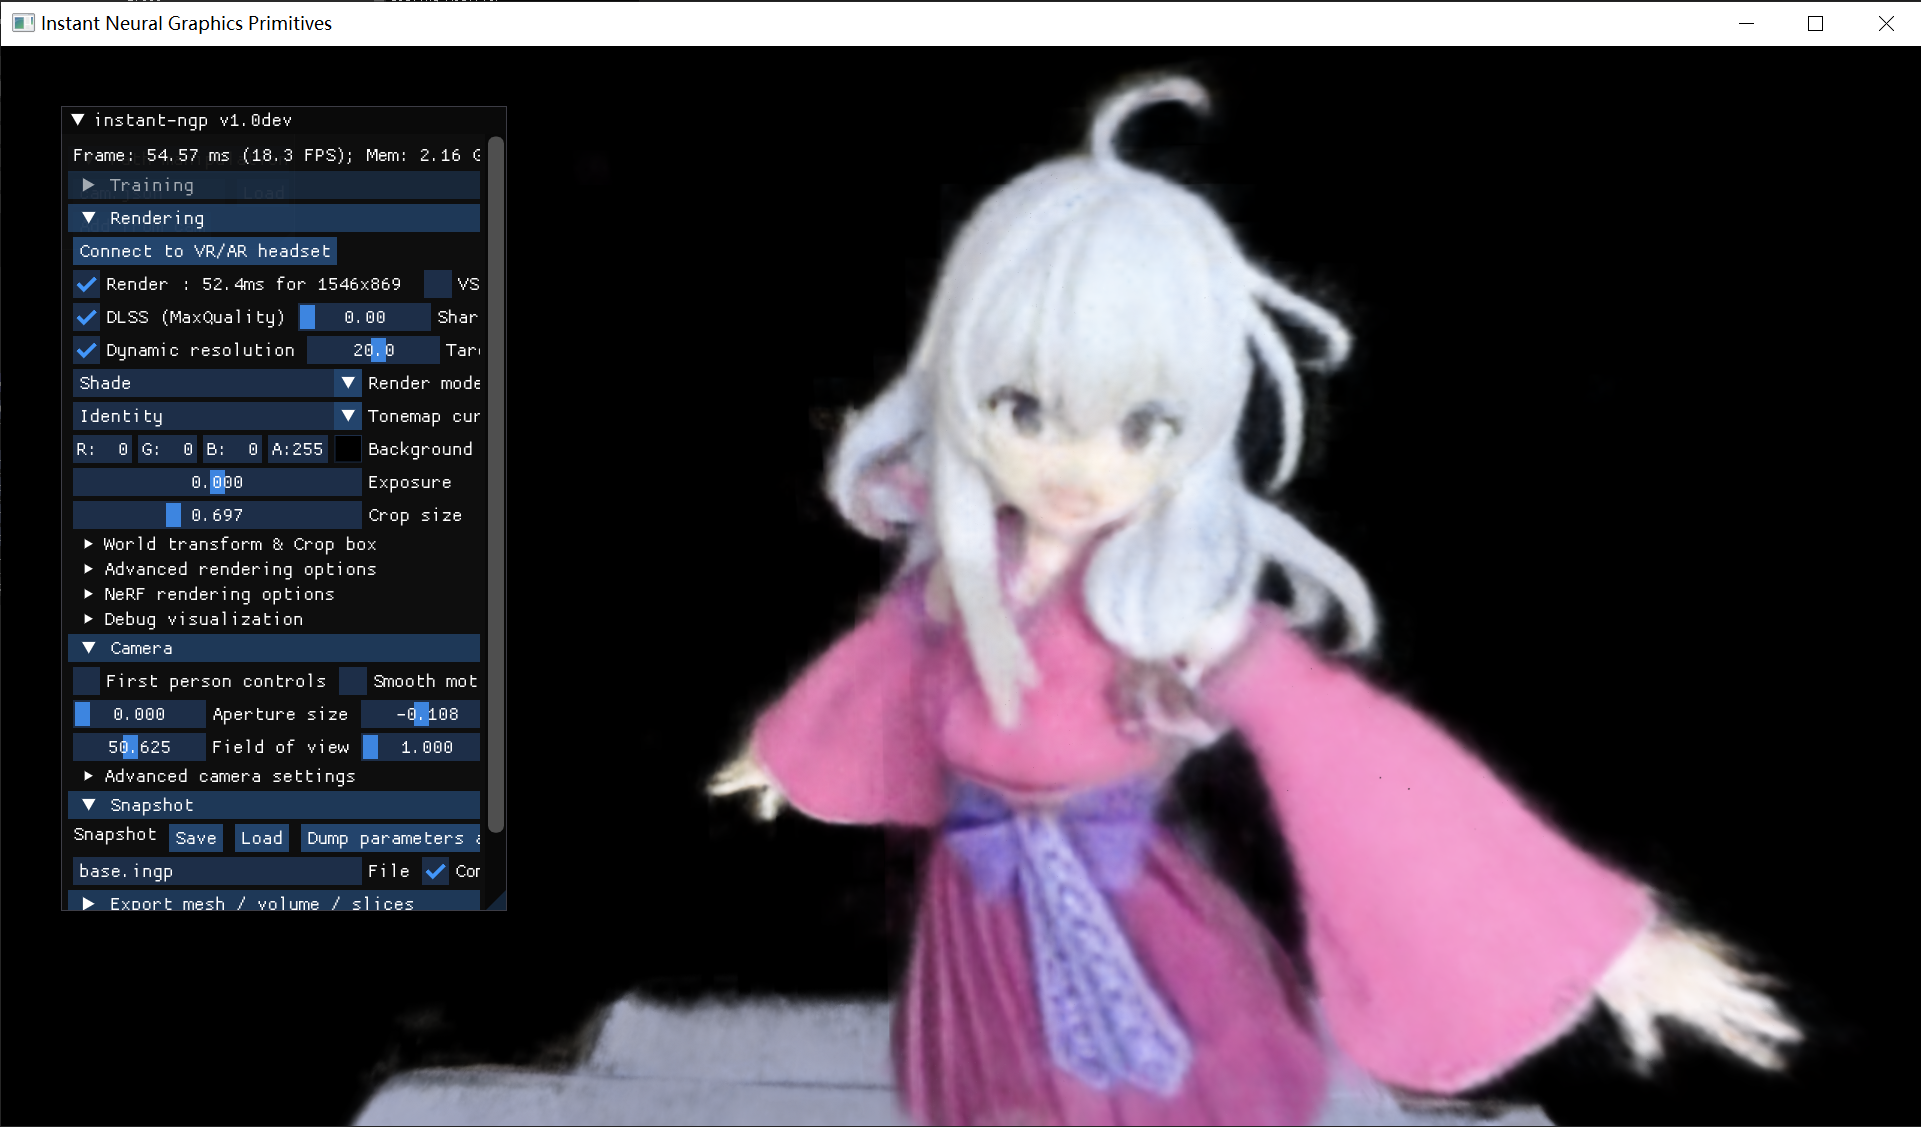 Instant Neural Graphics Primitives
instant-ngp v1.0dev
Frame: 54.57 ms (18.3 FPS); Mem: 2.16 G
Training
Rendering
Connect to VR/AR headset
Render : 52.4ms for 1546x869 VS
DLSS (MaxQuality) 0.00 Shar
Dynamic resolution 20.0 Tar
Shade Render mode
Identity Tonemap cur
R: 0 G: 0 B: 0 A:255 Background
0.000 Exposure
0.697 Crop size
World transform & Crop box
Advanced rendering options
NeRF rendering options
Debug visualization
Camera
First person controls Smooth mot
0.000 Aperture size -0.108
50.625 Field of view 1.000
Advanced camera settings
Snapshot
Snapshot Save Load Dump parameters a
base.ingp File Com
Export mesh / volume / slices